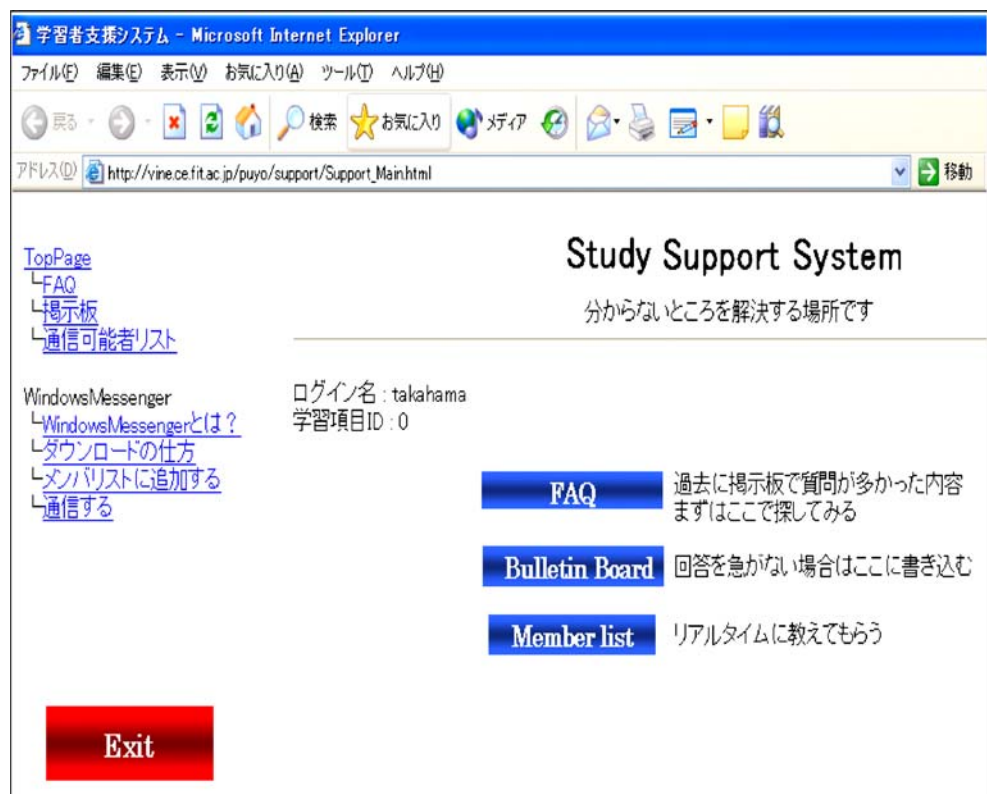 学習者支援システム - Microsoft Internet Explorer
ファイル(F) 編集(E) 表示(V) お気に入り(A) ツール(T) ヘルプ(H)
戻る 検索 お気に入り メディア
アドレス(D) http://vine.ce.fit.ac.jp/puyo/support/Support_Main.html 移動
TopPage
└FAQ
└掲示板
└通信可能者リスト
WindowsMessenger
└WindowsMessengerとは？
└ダウンロードの仕方
└メンバリストに追加する
└通信する
Study Support System
分からないところを解決する場所です
ログイン名 : takahama
学習項目ID : 0
FAQ 過去に掲示板で質問が多かった内容
まずはここで探してみる
Bulletin Board 回答を急がない場合はここに書き込む
Member list リアルタイムに教えてもらう
Exit